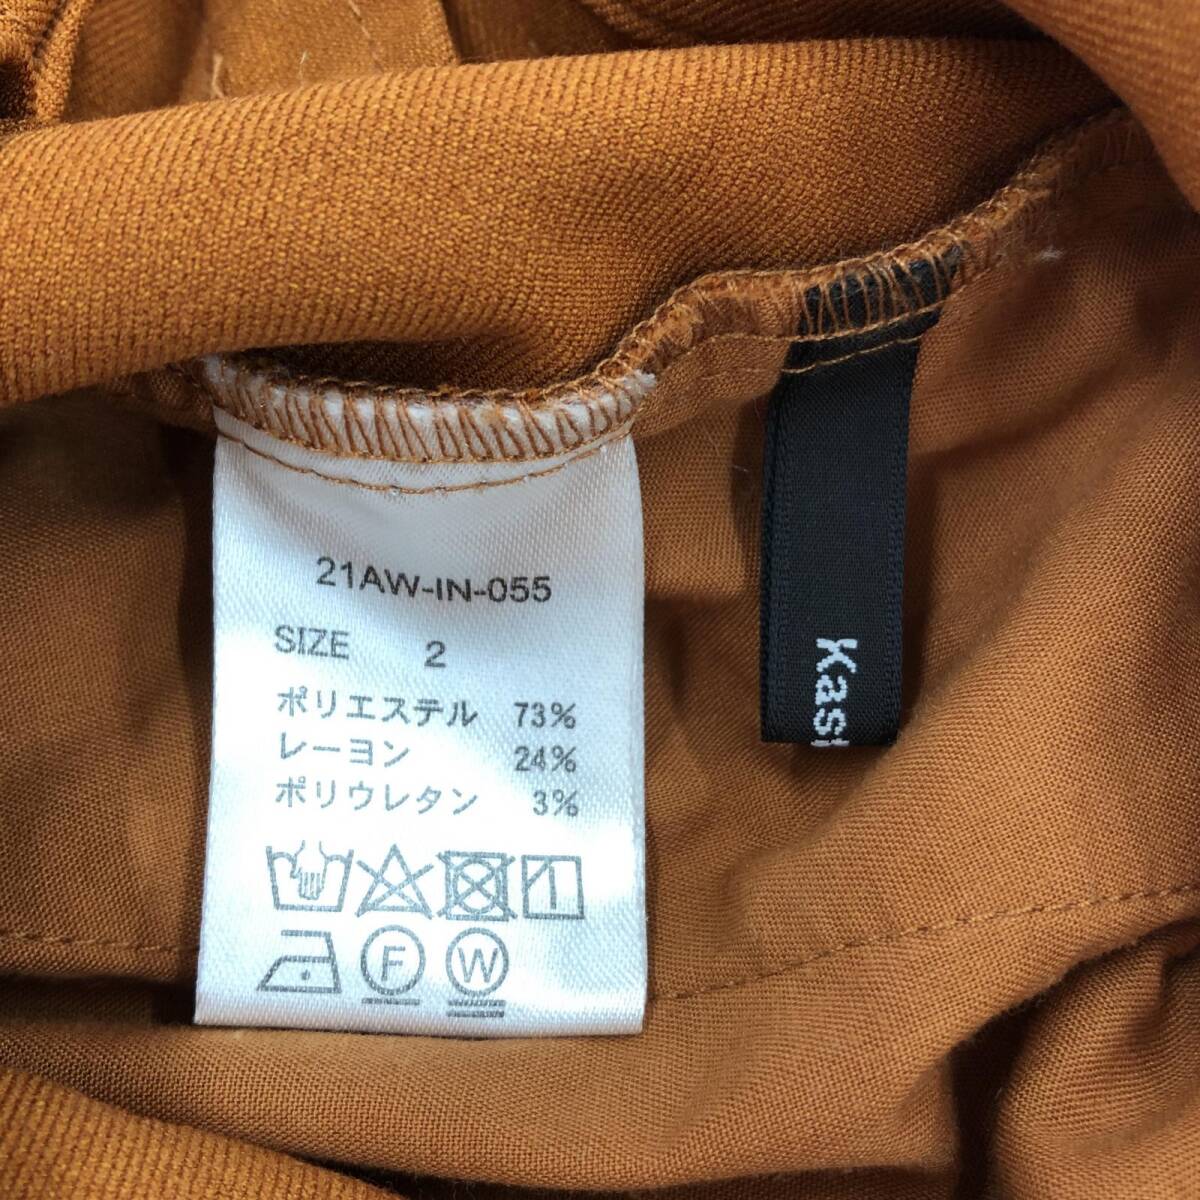 21AW-IN-055
SIZE 2
ポリエステル 73%
レーヨン 24%
ポリウレタン 3%
F
W